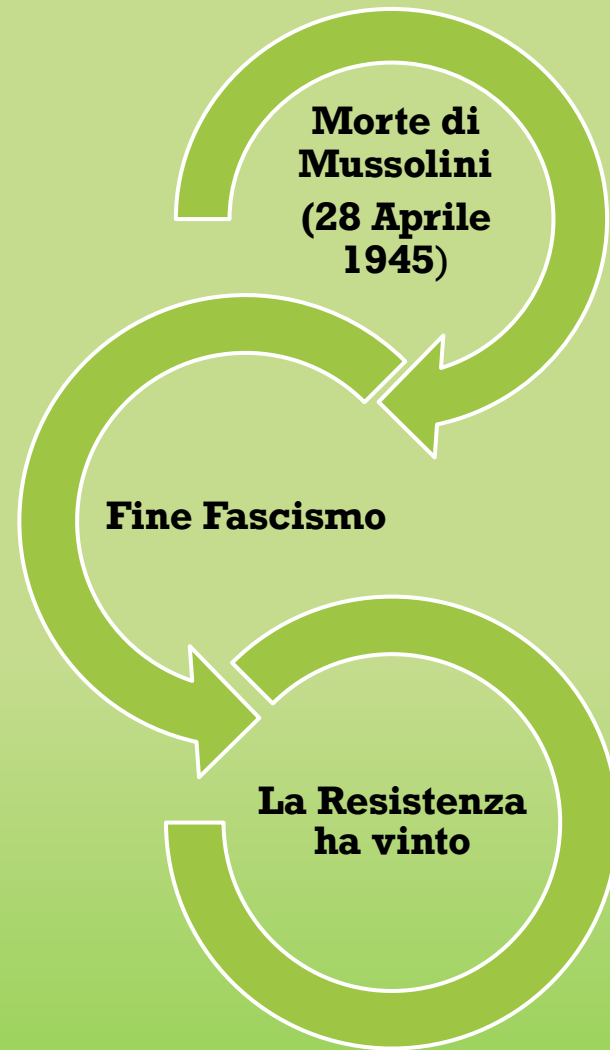 Morte di
Mussolini
(28 Aprile
1945)
Fine Fascismo
La Resistenza
ha vinto